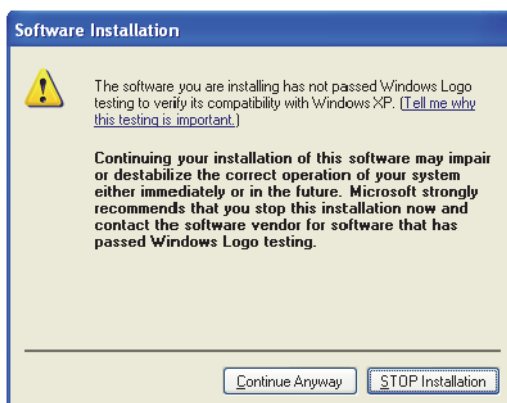 Software Installation
The software you are installing has not passed Windows Logo
testing to verify its compatibility with Windows XP. (Tell me why
this testing is important.)
Continuing your installation of this software may impair
or destabilize the correct operation of your system
either immediately or in the future. Microsoft strongly
recommends that you stop this installation now and
contact the software vendor for software that has
passed Windows Logo testing.
Continue Anyway
STOP Installation